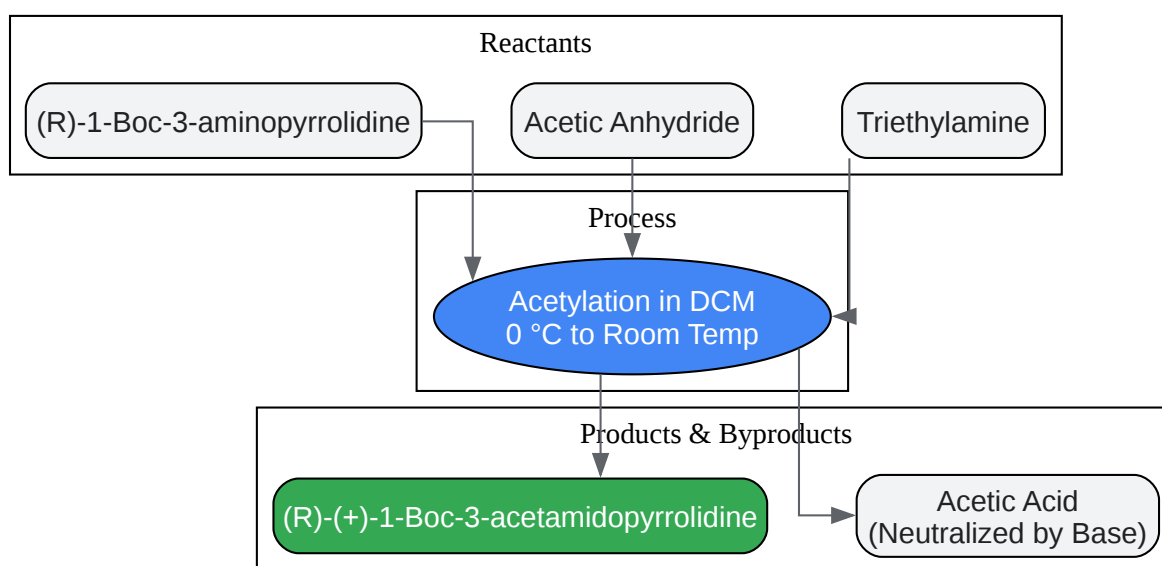 Reactants
(R)-1-Boc-3-aminopyrrolidine
Acetic Anhydride
Triethylamine
Process
Acetylation in DCM
0 °C to Room Temp
Products & Byproducts
(R)-(+)-1-Boc-3-acetamidopyrrolidine
Acetic Acid
(Neutralized by Base)